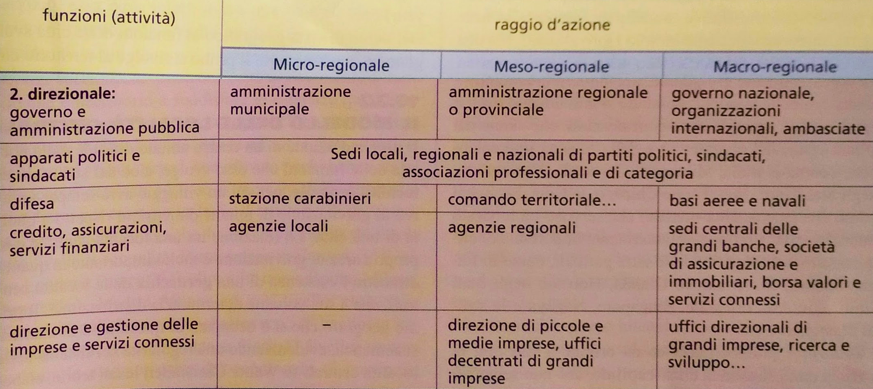 funzioni (attività)
raggio d'azione
Micro-regionale
Meso-regionale
Macro-regionale
2. direzionale:
governo e
amministrazione pubblica
amministrazione
municipale
amministrazione regionale
o provinciale
governo nazionale,
organizzazioni
internazionali, ambasciate
apparati politici e
sindacati
Sedi locali, regionali e nazionali di partiti politici, sindacati,
associazioni professionali e di categoria
difesa
stazione carabinieri
comando territoriale...
basi aeree e navali
credito, assicurazioni,
servizi finanziari
agenzie locali
agenzie regionali
sedi centrali delle
grandi banche, società
di assicurazione e
immobiliari, borsa valori e
servizi connessi
direzione e gestione delle
imprese e servizi connessi
–
direzione di piccole e
medie imprese, uffici
decentrati di grandi
imprese
uffici direzionali di
grandi imprese, ricerca e
sviluppo...